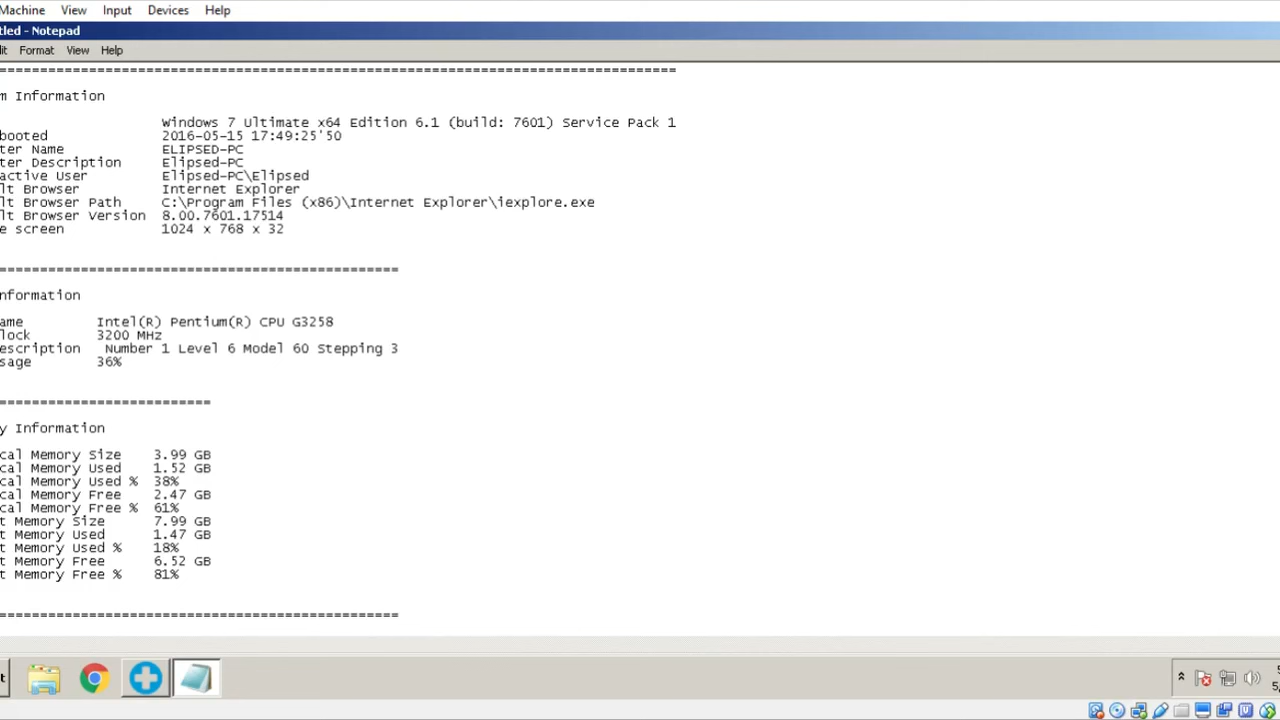 Machine View Input Devices Help
tled - Notepad
it Format View Help
===================================================================================
m Information
Windows 7 Ultimate x64 Edition 6.1 (build: 7601) Service Pack 1
booted 2016-05-15 17:49:25'50
ter Name ELIPSED-PC
ter Description Elipsed-PC
active User Elipsed-PC\Elipsed
lt Browser Internet Explorer
lt Browser Path C:\Program Files (x86)\Internet Explorer\iexplore.exe
lt Browser Version 8.00.7601.17514
e screen 1024 x 768 x 32
=================================================
nformation
ame Intel(R) Pentium(R) CPU G3258
lock 3200 MHz
escription Number 1 Level 6 Model 60 Stepping 3
sage 36%
==========================
y Information
cal Memory Size 3.99 GB
cal Memory Used 1.52 GB
cal Memory Used % 38%
cal Memory Free 2.47 GB
cal Memory Free % 61%
t Memory Size 7.99 GB
t Memory Used 1.47 GB
t Memory Used % 18%
t Memory Free 6.52 GB
t Memory Free % 81%
=================================================
t